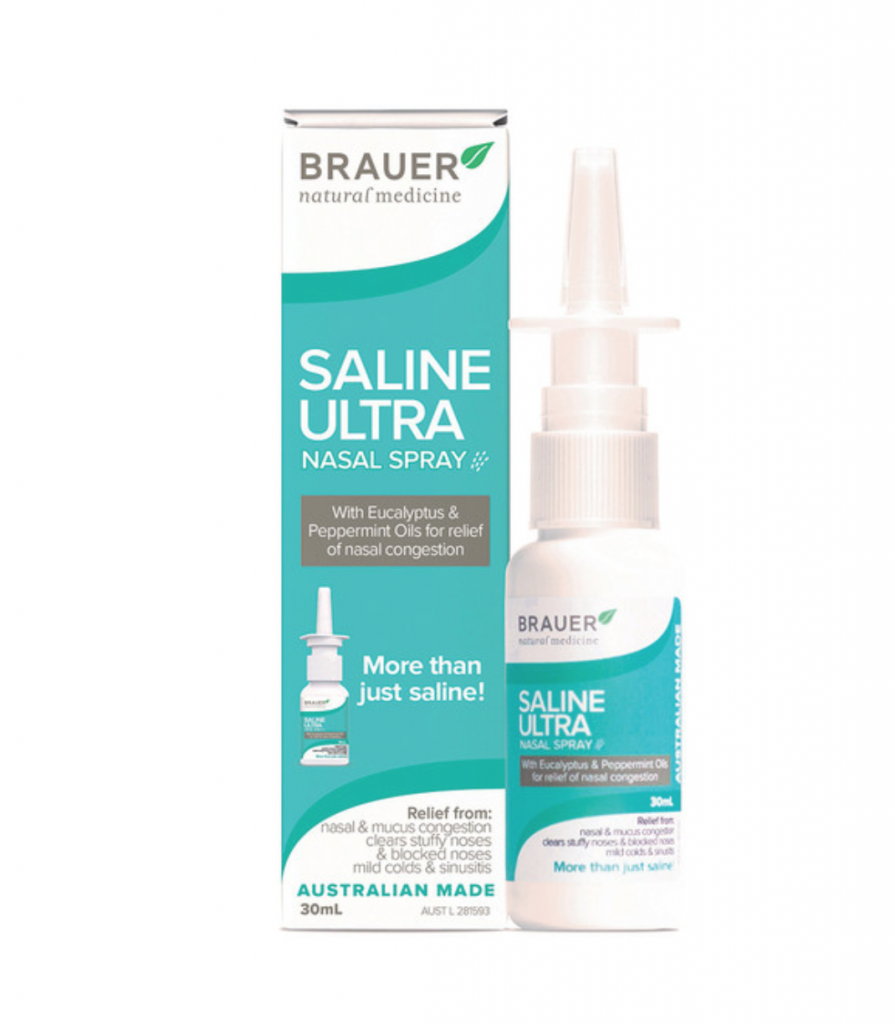 BRAUER
natural medicine
SALINE
ULTRA
NASAL SPRAY
With Eucalyptus &
Peppermint Oils for relief
of nasal congestion
BRAUER
SALINE
ULTRA
More than
just saline!
Relief from:
nasal & mucus congestion
clears stuffy noses
& blocked noses
mild colds & sinusitis
AUSTRALIAN MADE
30mL
AUST L 281593
BRAUER
natural medicine
SALINE
ULTRA
NASAL SPRAY
With Eucalyptus & Peppermint Oils
for relief of nasal congestion
30mL
Relief from
nasal & mucus congestion
clears stuffy noses & blocked noses
mild colds & sinusitis
More than just saline
AUSTRALIAN MADE